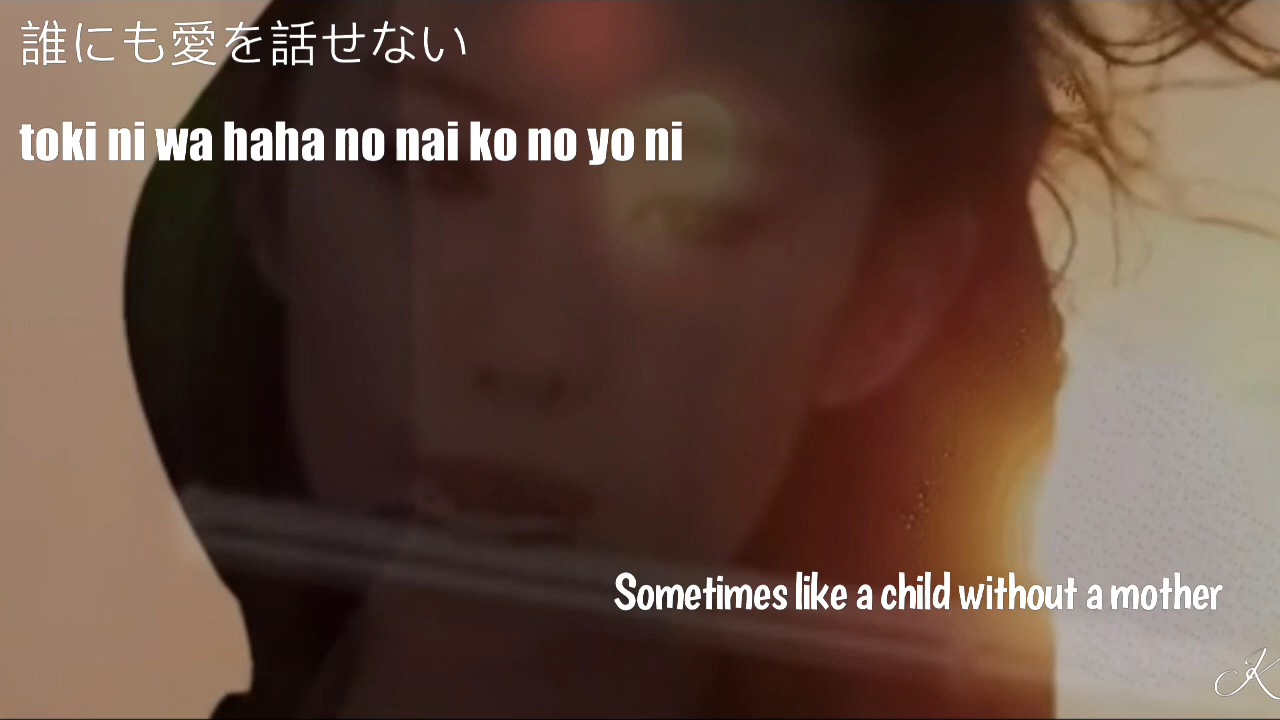 誰にも愛を話せない
toki ni wa haha no nai ko no yo ni
Sometimes like a child without a mother
K